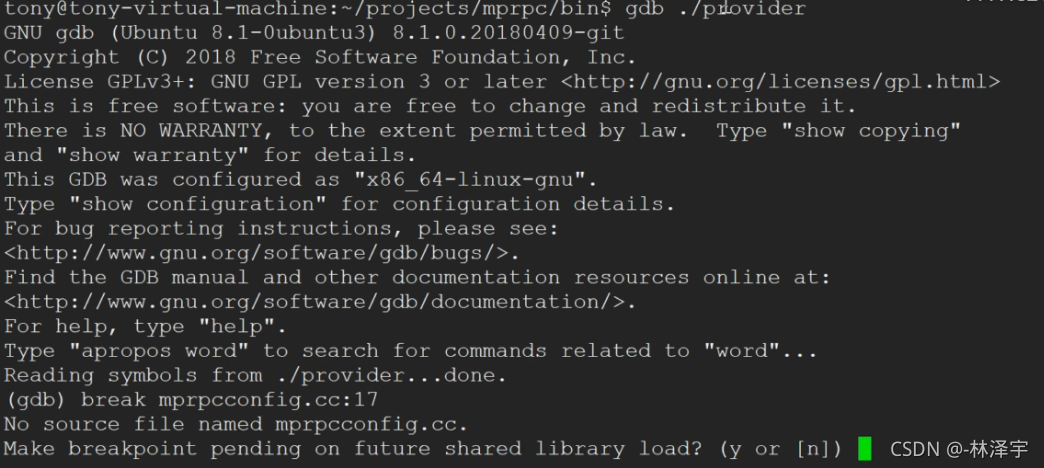 tony@tony-virtual-machine:~/projects/mprpc/bin$ gdb ./provider
GNU gdb (Ubuntu 8.1-0ubuntu3) 8.1.0.20180409-git
Copyright (C) 2018 Free Software Foundation, Inc.
License GPLv3+: GNU GPL version 3 or later <http://gnu.org/licenses/gpl.html>
This is free software: you are free to change and redistribute it.
There is NO WARRANTY, to the extent permitted by law.  Type "show copying"
and "show warranty" for details.
This GDB was configured as "x86_64-linux-gnu".
Type "show configuration" for configuration details.
For bug reporting instructions, please see:
<http://www.gnu.org/software/gdb/bugs/>.
Find the GDB manual and other documentation resources online at:
<http://www.gnu.org/software/gdb/documentation/>.
For help, type "help".
Type "apropos word" to search for commands related to "word"...
Reading symbols from ./provider...done.
(gdb) break mprpcconfig.cc:17
No source file named mprpcconfig.cc.
Make breakpoint pending on future shared library load? (y or [n])
CSDN @-林泽宇